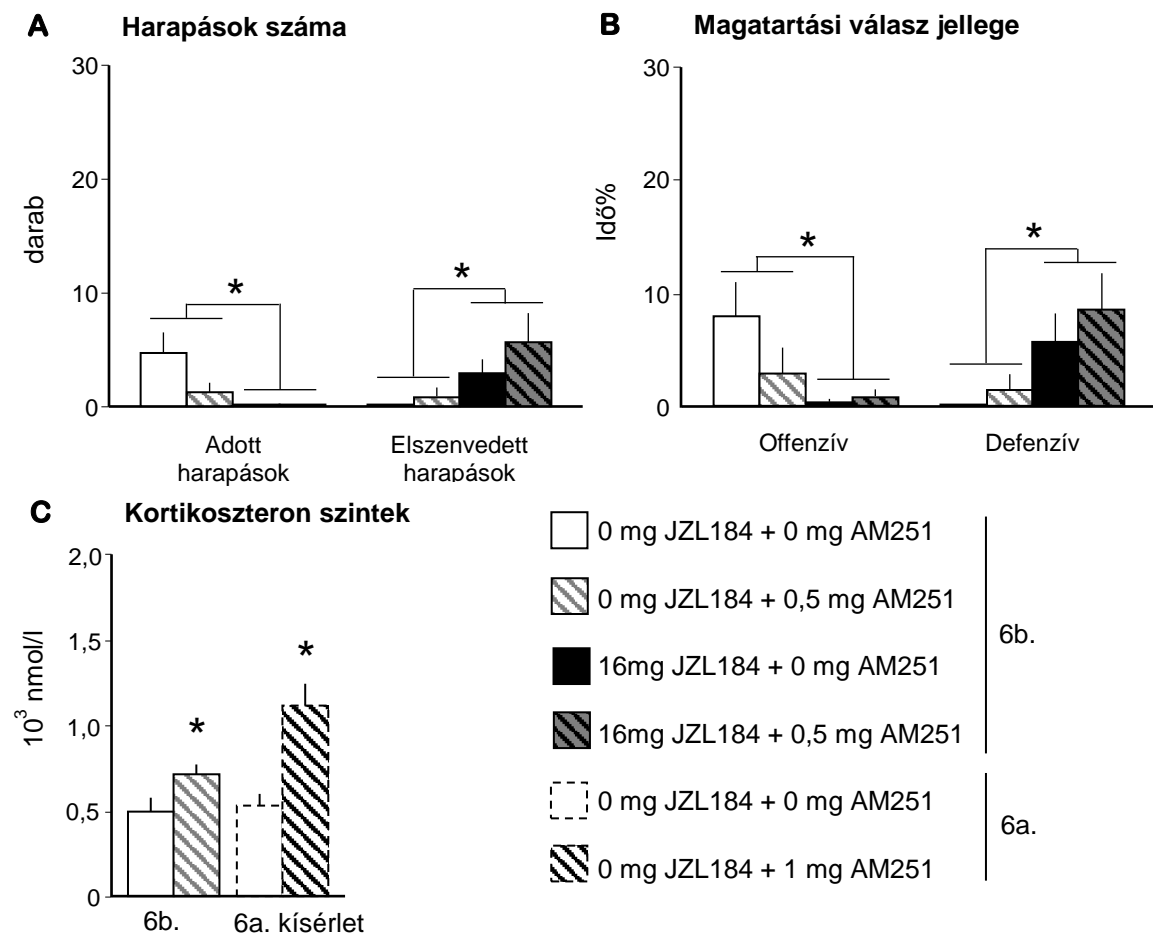 A Harapások száma
30
20
10
0
darab
*
*
Adott
harapások
Elszenvedett
harapások
B Magatartási válasz jellege
30
20
10
0
Idő%
*
*
Offenzív
Defenzív
C Kortikoszteron szintek
2,0
1,5
1,0
0,5
0
10³ nmol/l
*
*
6b.
6a. kísérlet
0 mg JZL184 + 0 mg AM251
0 mg JZL184 + 0,5 mg AM251
16mg JZL184 + 0 mg AM251
16mg JZL184 + 0,5 mg AM251
6b.
0 mg JZL184 + 0 mg AM251
0 mg JZL184 + 1 mg AM251
6a.